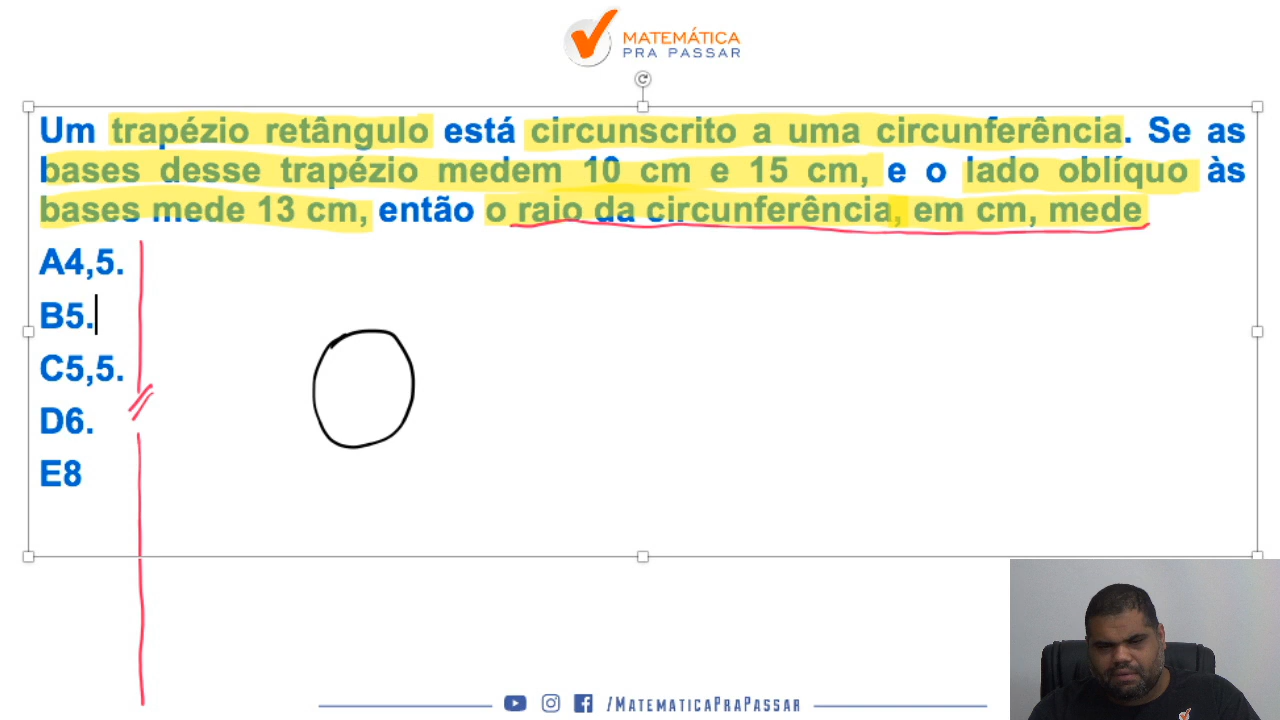 MATEMÁTICA
PRA PASSAR
Um trapézio retângulo está circunscrito a uma circunferência. Se as
bases desse trapézio medem 10 cm e 15 cm, e o lado oblíquo às
bases mede 13 cm, então o raio da circunferência, em cm, mede
A4,5.
B5.
C5,5.
D6.
E8
/MATEMATICAPRAPASSAR